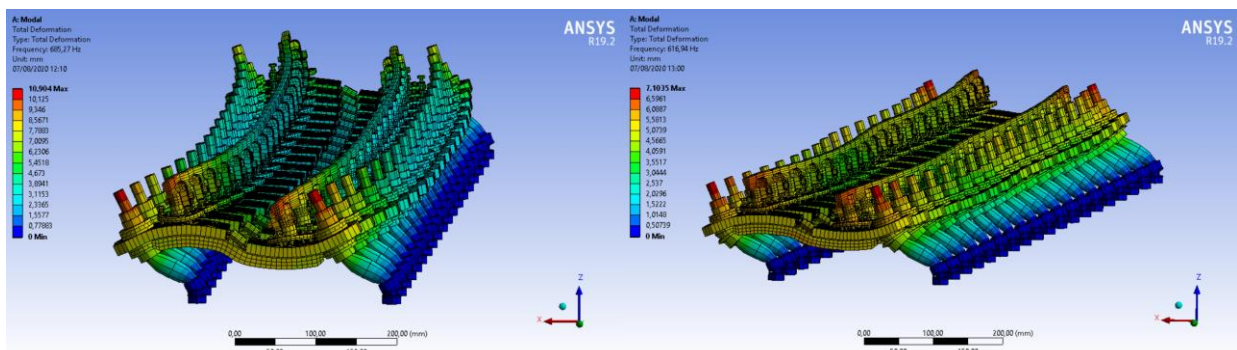 A: Modal
Total Deformation
Type: Total Deformation
Frequency: 685,27 Hz
Unit: mm
07/08/2020 12:10
10,904 Max
10,125
9,346
8,5671
7,7883
7,0095
6,2306
5,4518
4,673
3,8941
3,1153
2,3365
1,5577
0,77883
0 Min
ANSYS
R19.2
Z
X
0,00
100,00
200,00 (mm)
A: Modal
Total Deformation
Type: Total Deformation
Frequency: 616,94 Hz
Unit: mm
07/08/2020 13:00
7,1035 Max
6,5961
6,0887
5,5813
5,0739
4,5665
4,0591
3,5517
3,0444
2,537
2,0296
1,5222
1,0148
0,50739
0 Min
ANSYS
R19.2
Z
X
0,00
100,00
200,00 (mm)